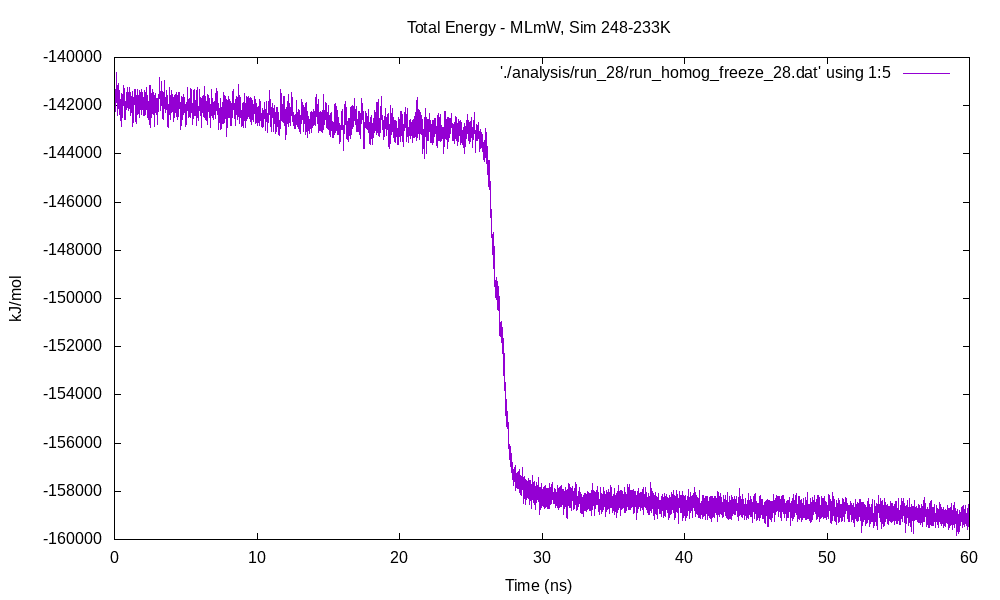 Total Energy - MLmW, Sim 248-233K
'./analysis/run_28/run_homog_freeze_28.dat' using 1:5
-140000
-142000
-144000
-146000
-148000
-150000
-152000
-154000
-156000
-158000
-160000
kJ/mol
0 10 20 30 40 50 60
Time (ns)